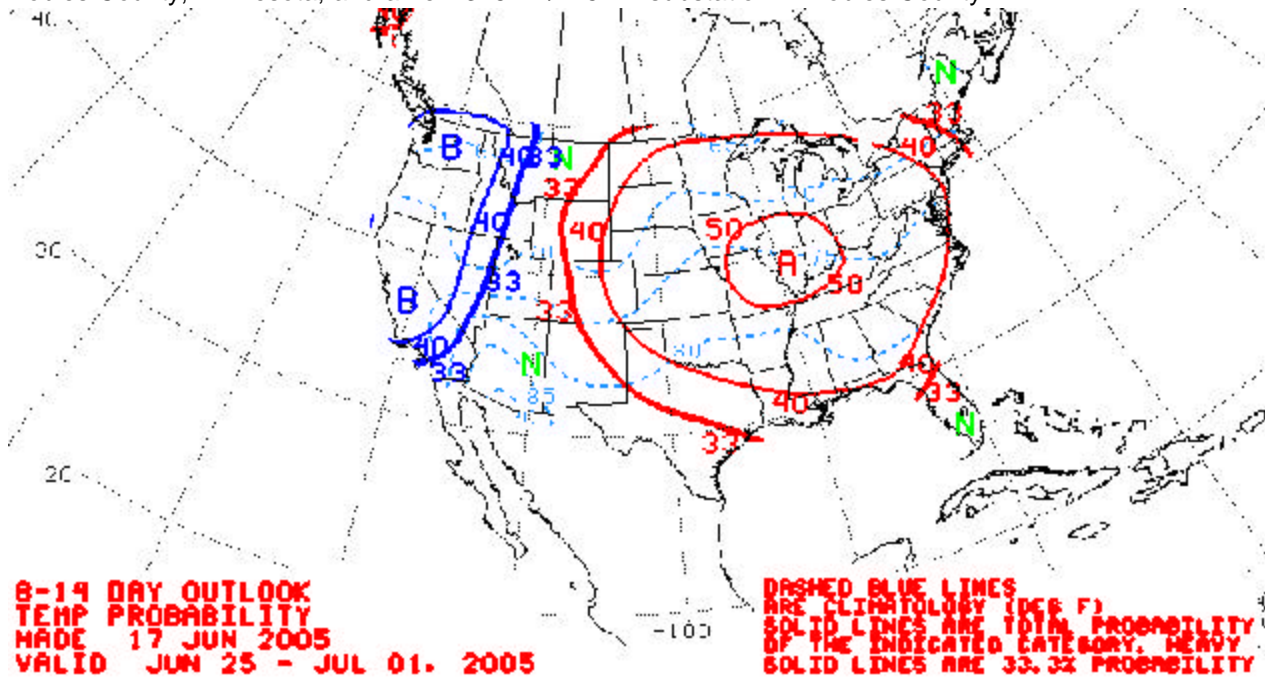 40
B
40 33
N
33
N
33
40
40
40
50
A
50
33
33
B
40
33
N
80
85
40
33
40
33
N
30
20
-100
8-14 DAY OUTLOOK
TEMP PROBABILITY
MADE 17 JUN 2005
VALID JUN 25 - JUL 01. 2005
DASHED BLUE LINES
ARE CLIMATOLOGY (DEG F)
SOLID LINES ARE TOTAL PROBABILITY
OF THE INDICATED CATEGORY. HEAVY
SOLID LINES ARE 33.3% PROBABILITY